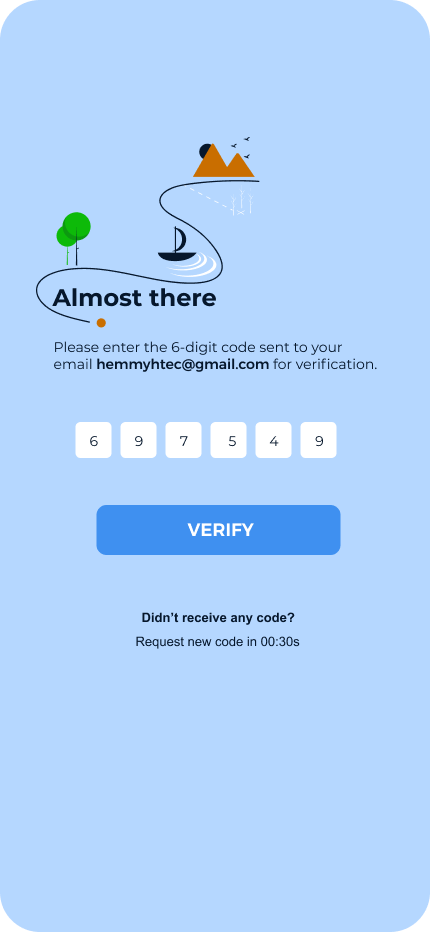 Almost there
Please enter the 6-digit code sent to your
email hemmyhtec@gmail.com for verification.
6 9 7 5 4 9
VERIFY
Didn't receive any code?
Request new code in 00:30s